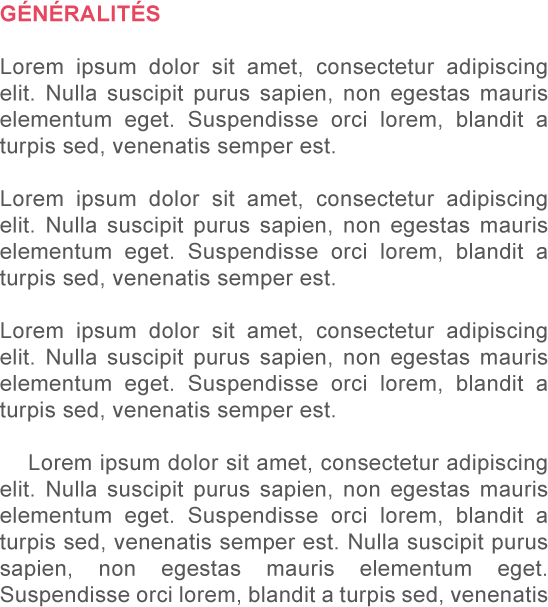 GÉNÉRALITÉS
Lorem ipsum dolor sit amet, consectetur adipiscing
elit. Nulla suscipit purus sapien, non egestas mauris
elementum eget. Suspendisse orci lorem, blandit a
turpis sed, venenatis semper est.
Lorem ipsum dolor sit amet, consectetur adipiscing
elit. Nulla suscipit purus sapien, non egestas mauris
elementum eget. Suspendisse orci lorem, blandit a
turpis sed, venenatis semper est.
Lorem ipsum dolor sit amet, consectetur adipiscing
elit. Nulla suscipit purus sapien, non egestas mauris
elementum eget. Suspendisse orci lorem, blandit a
turpis sed, venenatis semper est.
Lorem ipsum dolor sit amet, consectetur adipiscing
elit. Nulla suscipit purus sapien, non egestas mauris
elementum eget. Suspendisse orci lorem, blandit a
turpis sed, venenatis semper est. Nulla suscipit purus
sapien, non egestas mauris elementum eget.
Suspendisse orci lorem, blandit a turpis sed, venenatis